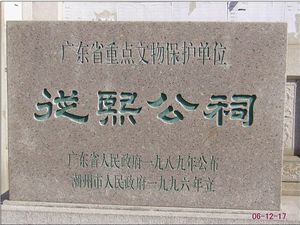 广东省重点文物保护单位
從熙公祠
广东省人民政府一九八九年公布
潮州市人民政府一九九六年立
06-12-17